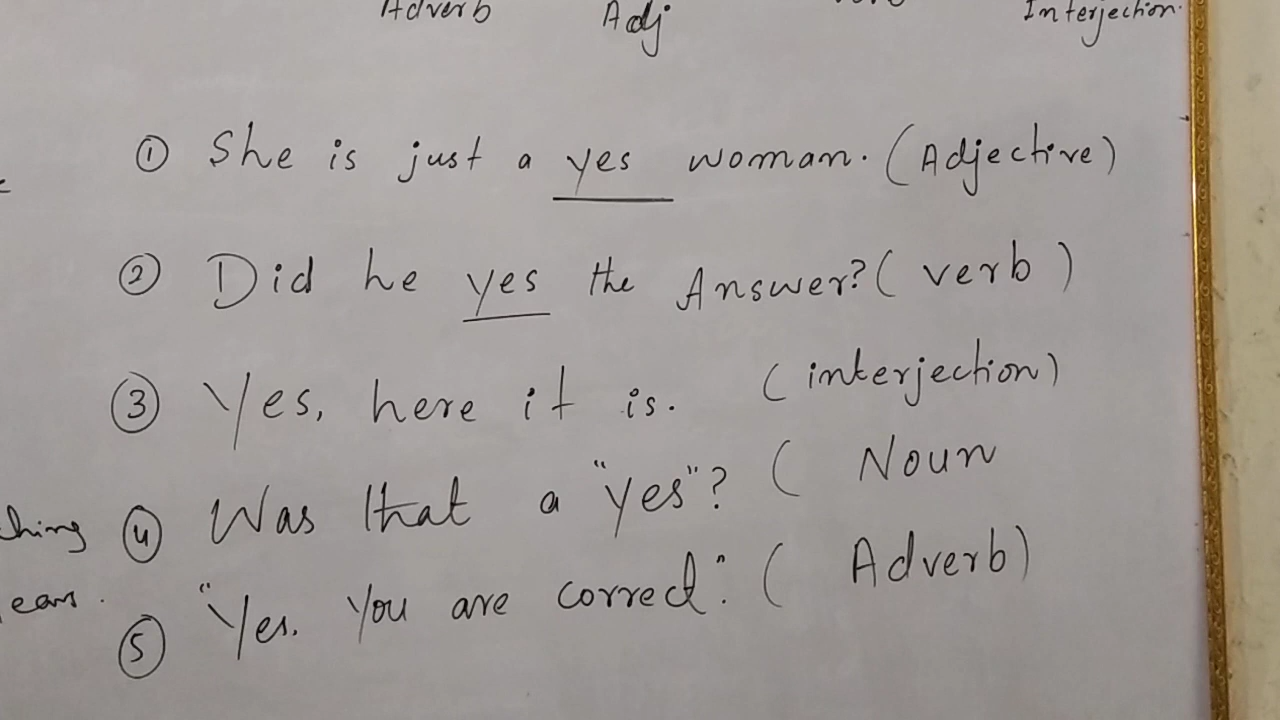 Adverb Adj Interjection.
① She is just a yes woman. (Adjective)
② Did he yes the Answer? (verb)
③ Yes, here it is. (interjection)
④ Was that a "yes"? ( Noun
⑤ "Yes. You are correct." ( Adverb)